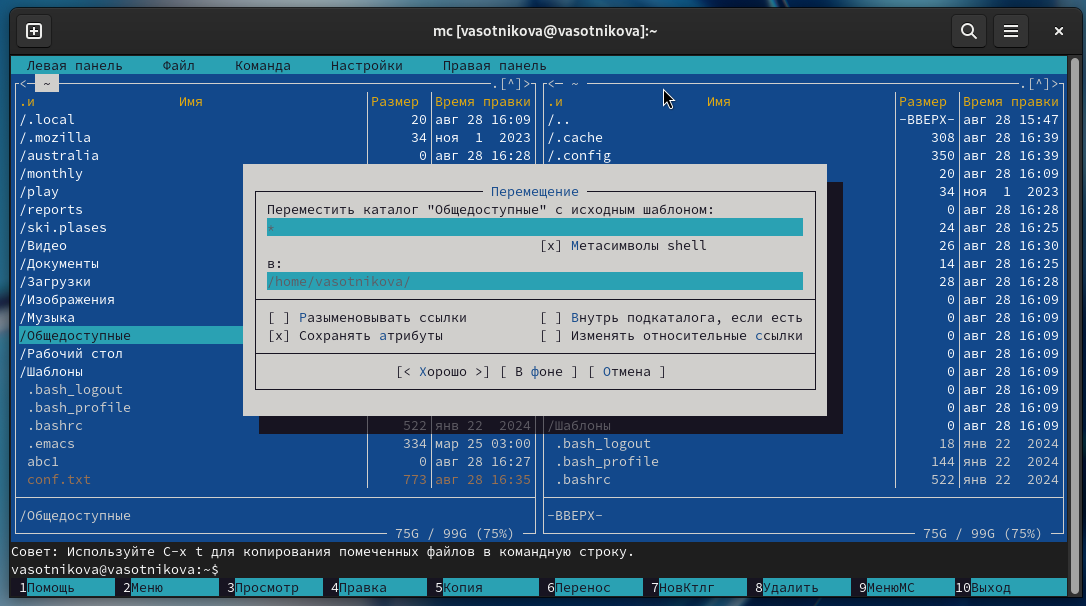 mc [vasotnikova@vasotnikova]:~
Левая панель Файл Команда Настройки Правая панель
<─ ~ .[^]> <─ ~ .[^]>
.и Имя Размер Время правки .и Имя Размер Время правки
/.local 20 авг 28 16:09 /.. -ВВЕРХ- авг 28 15:47
/.mozilla 34 ноя 1 2023 /.cache 308 авг 28 16:39
/australia 0 авг 28 16:28 /.config 350 авг 28 16:39
/monthly 20 авг 28 16:09
/play Перемещение 34 ноя 1 2023
/reports Переместить каталог "Общедоступные" с исходным шаблоном: 0 авг 28 16:28
/ski.plases * 24 авг 28 16:25
/Видео [x] Метасимволы shell 26 авг 28 16:30
/Документы в: 14 авг 28 16:25
/Загрузки /home/vasotnikova/ 28 авг 28 16:28
/Изображения 0 авг 28 16:09
/Музыка [ ] Разыменовывать ссылки [ ] Внутрь подкаталога, если есть 0 авг 28 16:09
/Общедоступные [x] Сохранять атрибуты [ ] Изменять относительные ссылки 0 авг 28 16:09
/Рабочий стол 0 авг 28 16:09
/Шаблоны [< Хорошо >] [ В фоне ] [ Отмена ] 0 авг 28 16:09
.bash_logout 0 авг 28 16:09
.bash_profile 0 авг 28 16:09
.bashrc 522 янв 22 2024 /Шаблоны 0 авг 28 16:09
.emacs 334 мар 25 03:00 .bash_logout 18 янв 22 2024
abc1 0 авг 28 16:27 .bash_profile 144 янв 22 2024
conf.txt 773 авг 28 16:35 .bashrc 522 янв 22 2024
/Общедоступные -ВВЕРХ-
75G / 99G (75%) 75G / 99G (75%)
Совет: Используйте C-x t для копирования помеченных файлов в командную строку.
vasotnikova@vasotnikova:~$
1Помощь 2Меню 3Просмотр 4Правка 5Копия 6Перенос 7НовКтлг 8Удалить 9МенюМС 10Выход